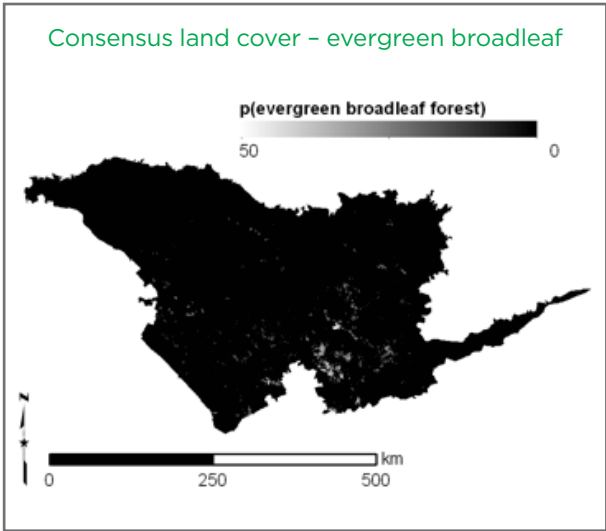 Consensus land cover – evergreen broadleaf
p(evergreen broadleaf forest)
50 0
N
km
0 250 500